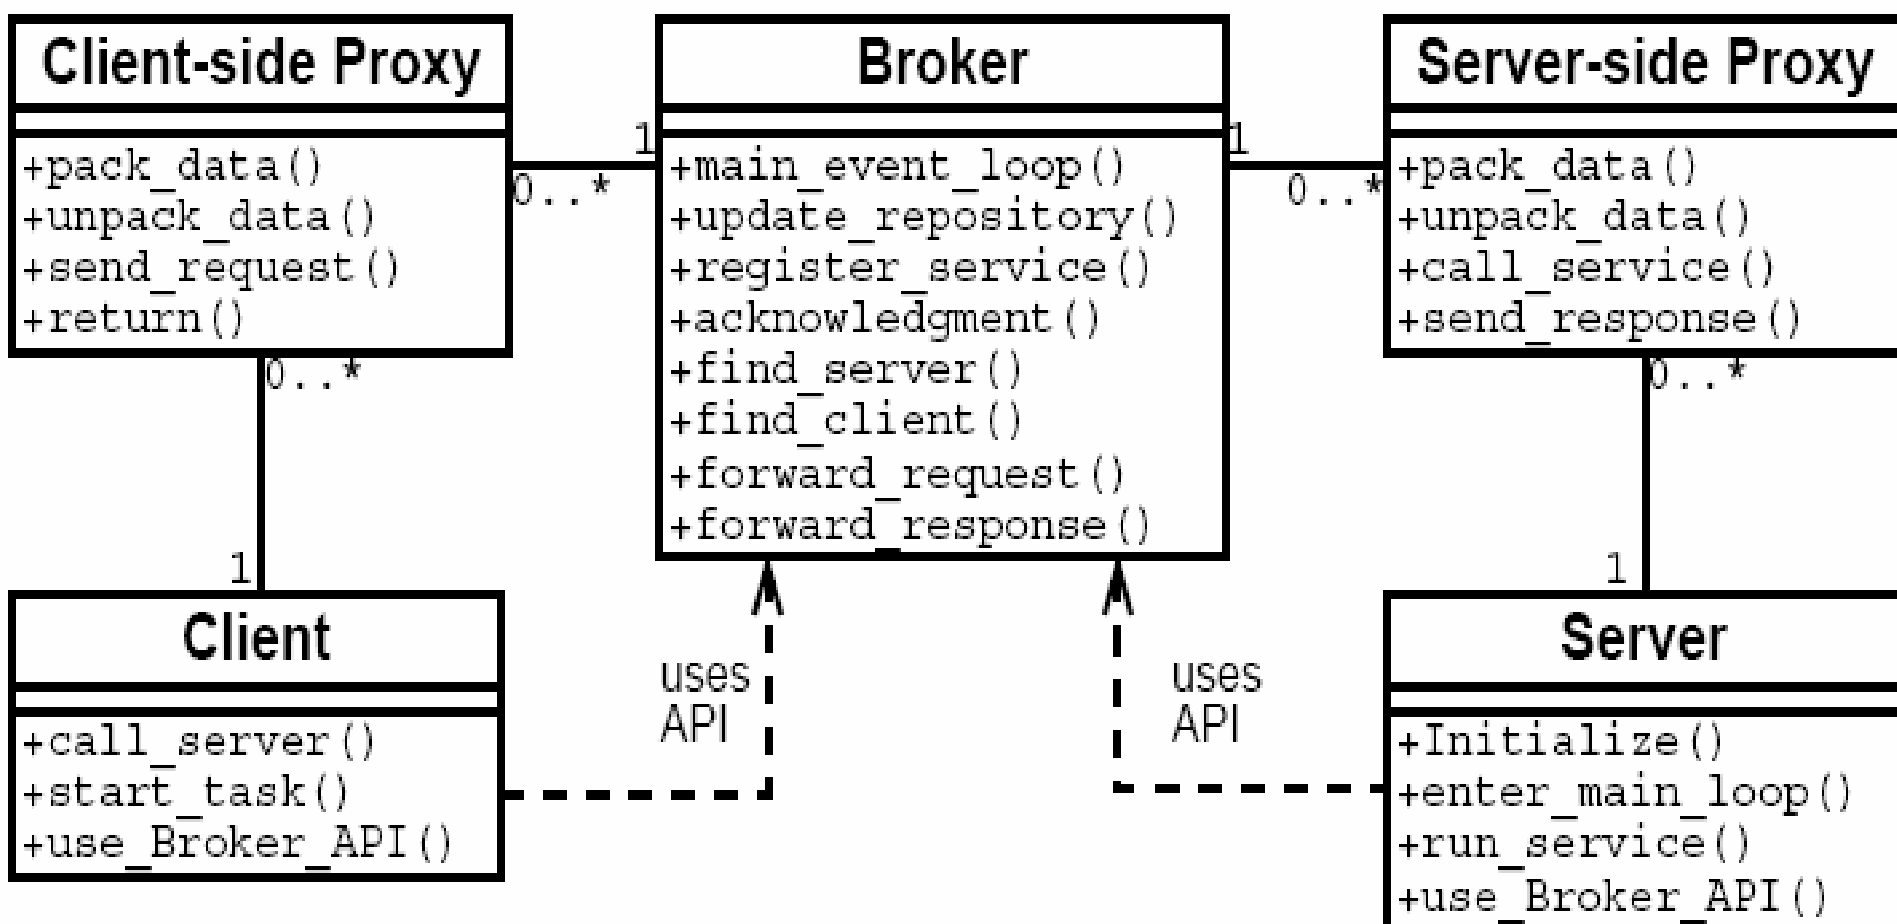 Client-side Proxy
+pack_data()
+unpack_data()
+send_request()
+return()
0..*
1
Broker
+main_event_loop()
+update_repository()
+register_service()
+acknowledgment()
+find_server()
+find_client()
+forward_request()
+forward_response()
1
0..*
Server-side Proxy
+pack_data()
+unpack_data()
+call_service()
+send_response()
0..*
1
0..*
1
Client
+call_server()
+start_task()
+use_Broker_API()
uses
API
uses
API
Server
+Initialize()
+enter_main_loop()
+run_service()
+use_Broker_API()